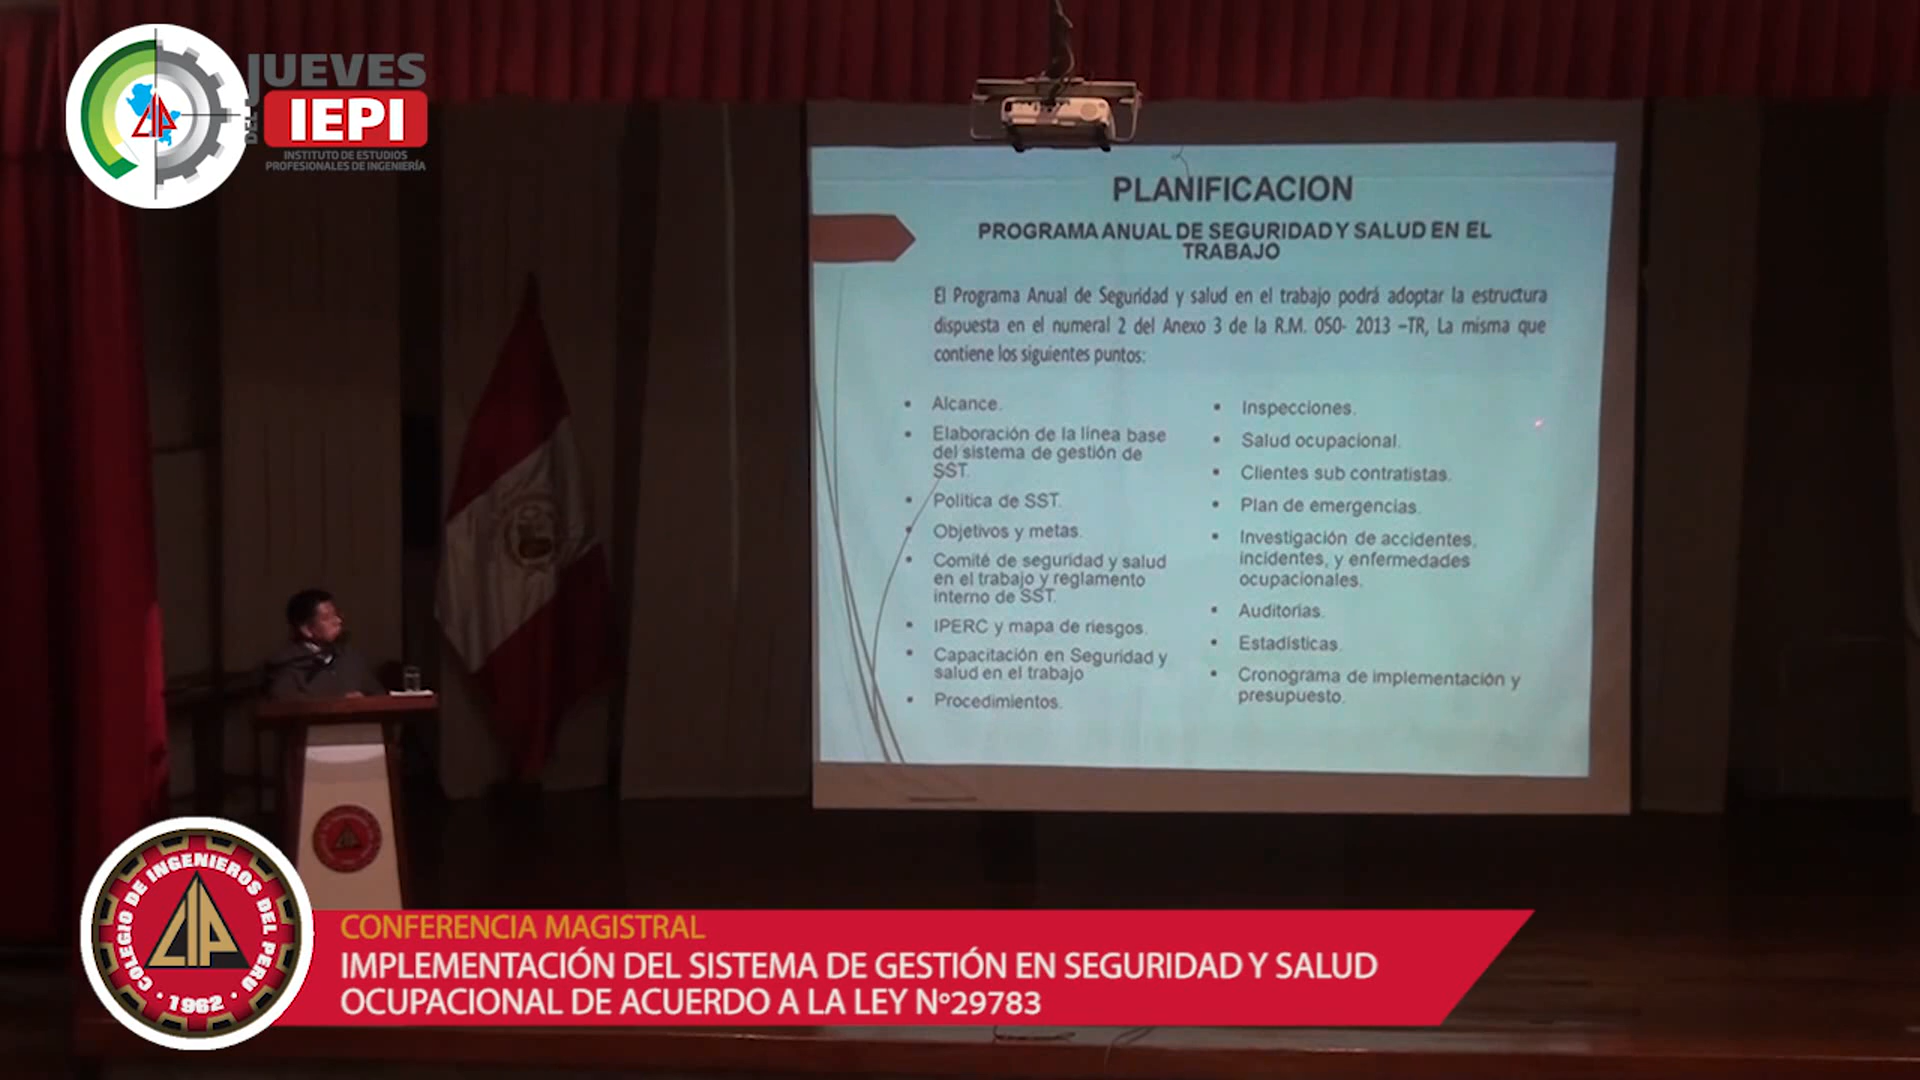 JUEVES
DEL
IEPI
INSTITUTO DE ESTUDIOS
PROFESIONALES DE INGENIERÍA
PLANIFICACION
PROGRAMA ANUAL DE SEGURIDAD Y SALUD EN EL
TRABAJO
El Programa Anual de Seguridad y salud en el trabajo podrá adoptar la estructura
dispuesta en el numeral 2 del Anexo 3 de la R.M. 050- 2013 –TR, La misma que
contiene los siguientes puntos:
• Alcance.
• Elaboración de la línea base
del sistema de gestión de
SST.
• Política de SST.
• Objetivos y metas.
• Comité de seguridad y salud
en el trabajo y reglamento
interno de SST.
• IPERC y mapa de riesgos.
• Capacitación en Seguridad y
salud en el trabajo
• Procedimientos.
• Inspecciones.
• Salud ocupacional.
• Clientes sub contratistas.
• Plan de emergencias.
• Investigación de accidentes,
incidentes, y enfermedades
ocupacionales.
• Auditorías.
• Estadísticas.
• Cronograma de implementación y
presupuesto.
COLEGIO DE INGENIEROS DEL PERU
CIP
· 1962 ·
CONFERENCIA MAGISTRAL
IMPLEMENTACIÓN DEL SISTEMA DE GESTIÓN EN SEGURIDAD Y SALUD
OCUPACIONAL DE ACUERDO A LA LEY N°29783